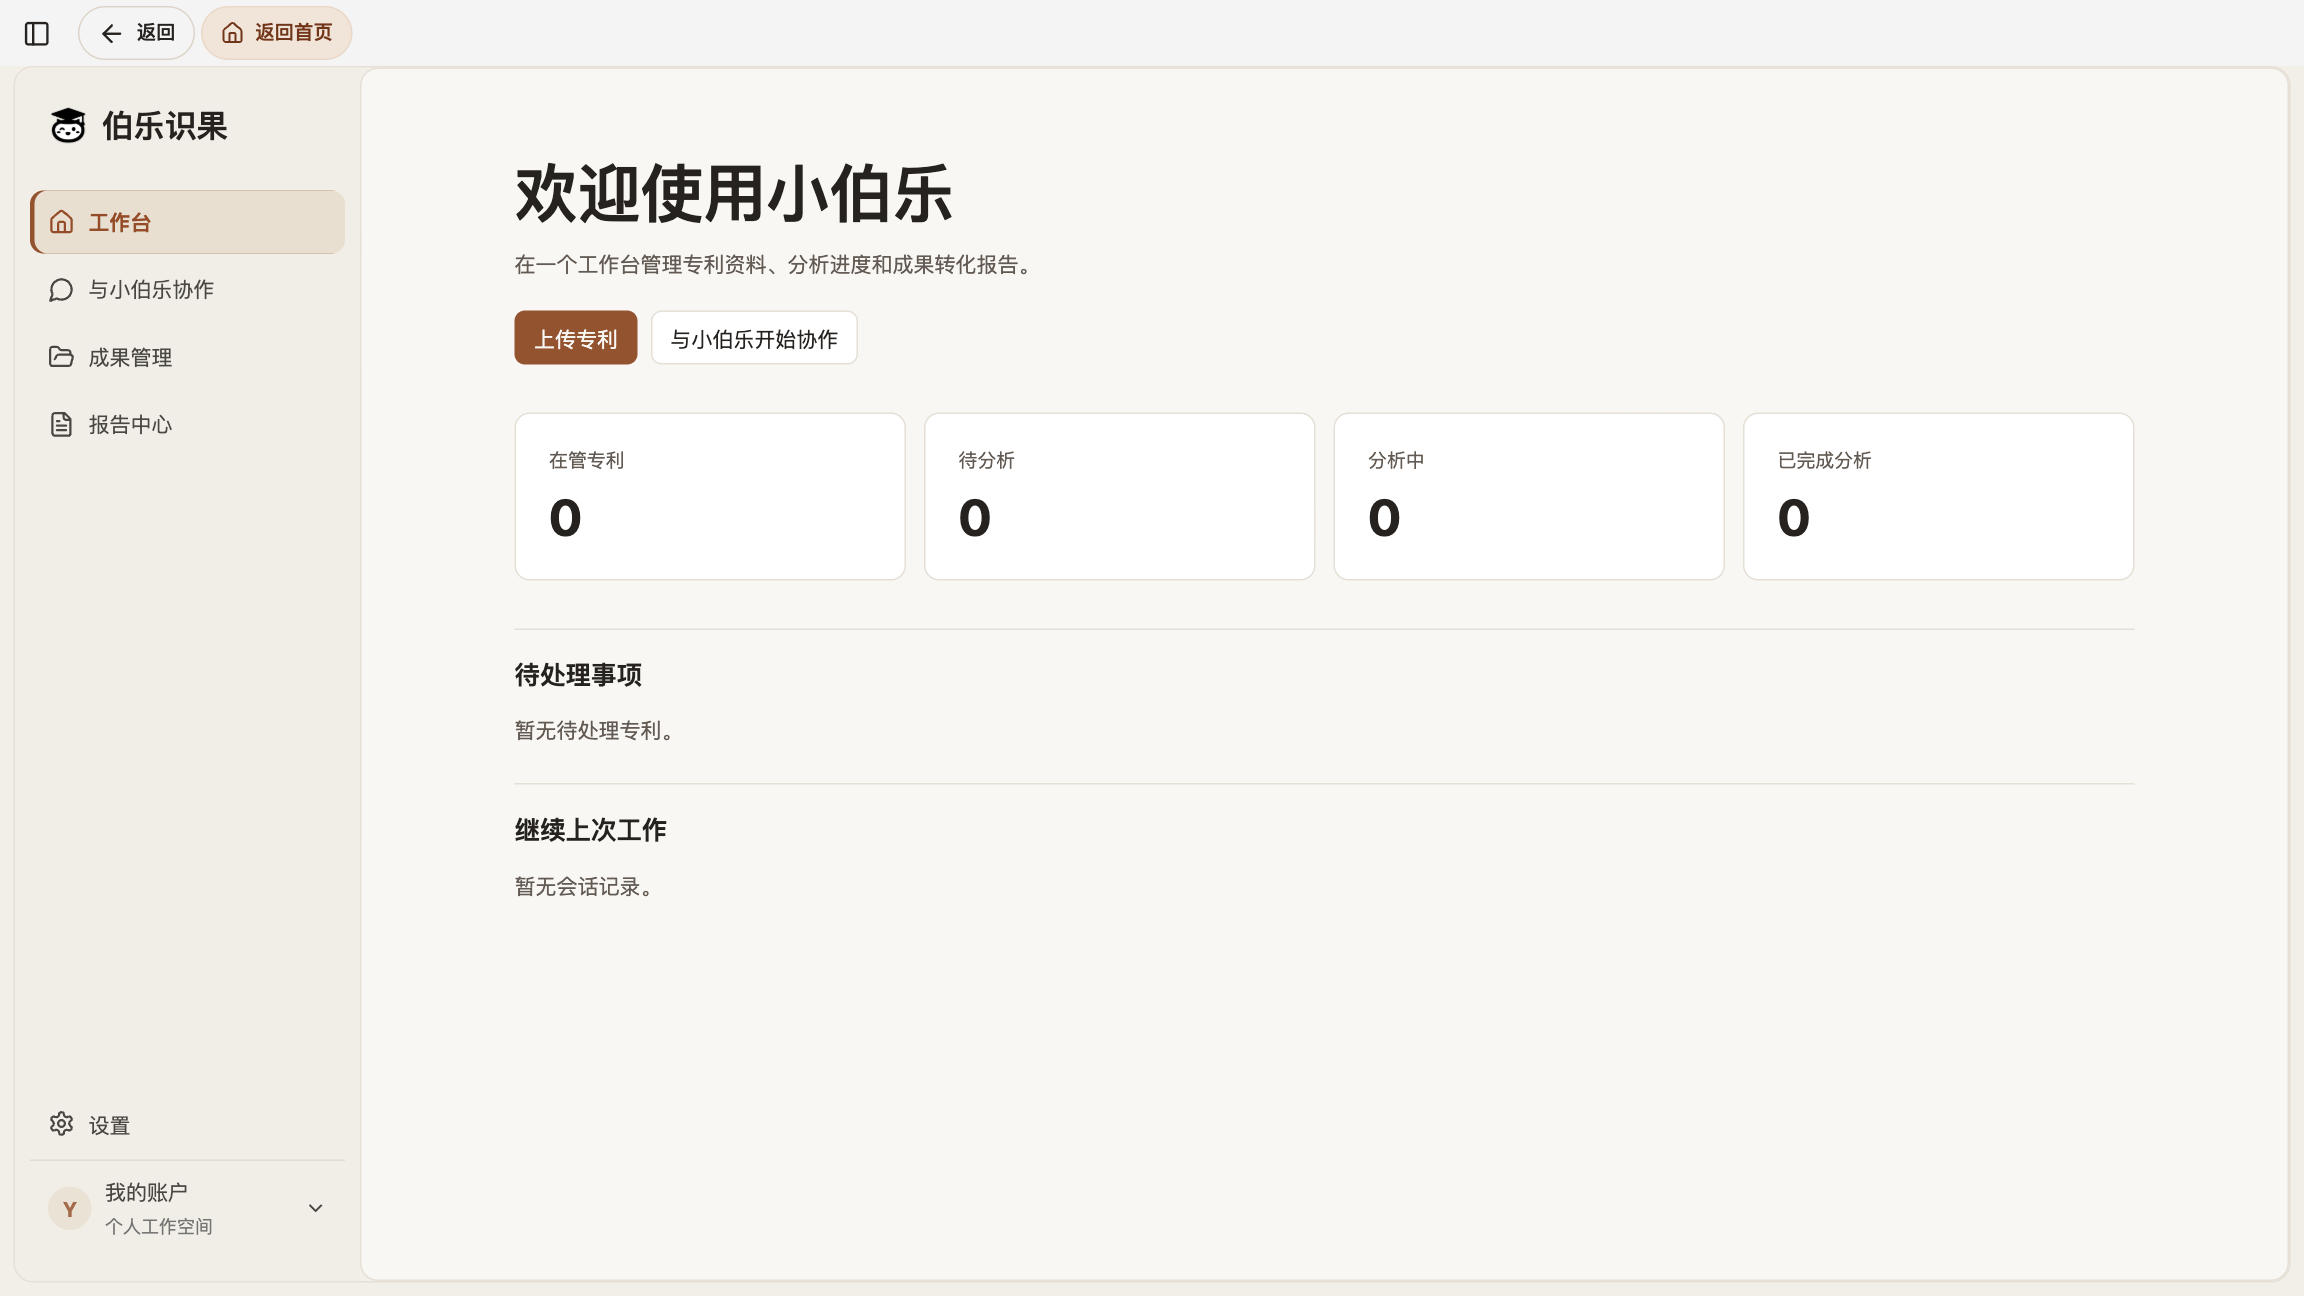 返回
返回首页
伯乐识果
工作台
与小伯乐协作
成果管理
报告中心
设置
Y
我的账户
个人工作空间
欢迎使用小伯乐
在一个工作台管理专利资料、分析进度和成果转化报告。
上传专利
与小伯乐开始协作
在管专利
0
待分析
0
分析中
0
已完成分析
0
待处理事项
暂无待处理专利。
继续上次工作
暂无会话记录。